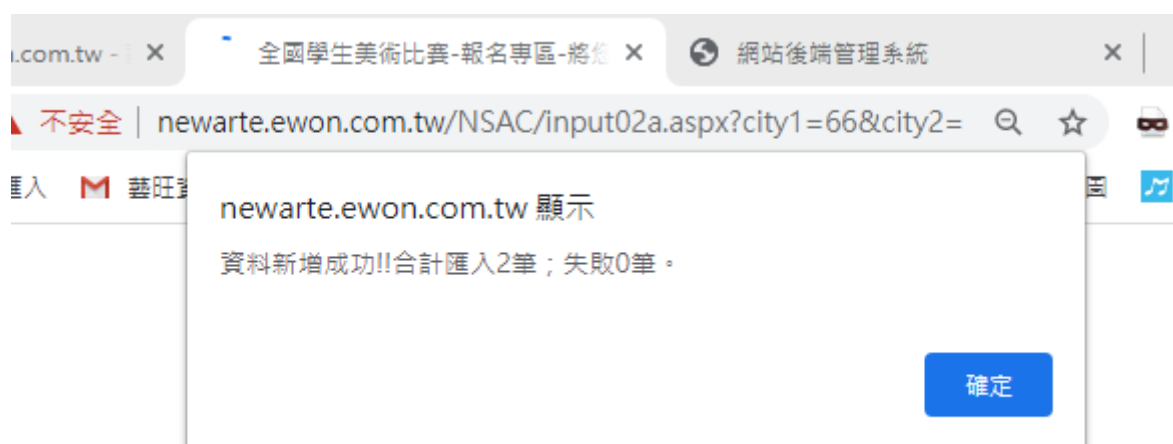 .com.tw -
全國學生美術比賽-報名專區-將
網站後端管理系統
不安全 | newarte.ewon.com.tw/NSAC/input02a.aspx?city1=66&city2=
匯入 藝旺
newarte.ewon.com.tw 顯示
資料新增成功!!合計匯入2筆；失敗0筆。
確定